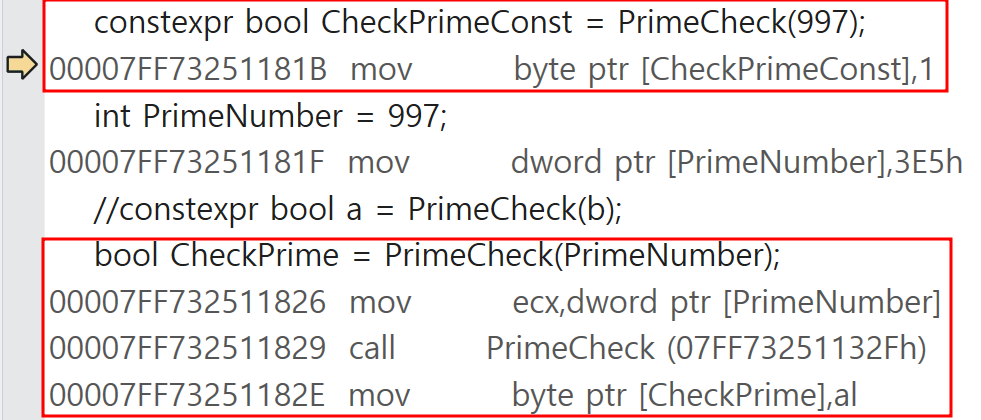 constexpr bool CheckPrimeConst = PrimeCheck(997);
00007FF73251181B mov byte ptr [CheckPrimeConst],1
int PrimeNumber = 997;
00007FF73251181F mov dword ptr [PrimeNumber],3E5h
//constexpr bool a = PrimeCheck(b);
bool CheckPrime = PrimeCheck(PrimeNumber);
00007FF732511826 mov ecx,dword ptr [PrimeNumber]
00007FF732511829 call PrimeCheck (07FF73251132Fh)
00007FF73251182E mov byte ptr [CheckPrime],al